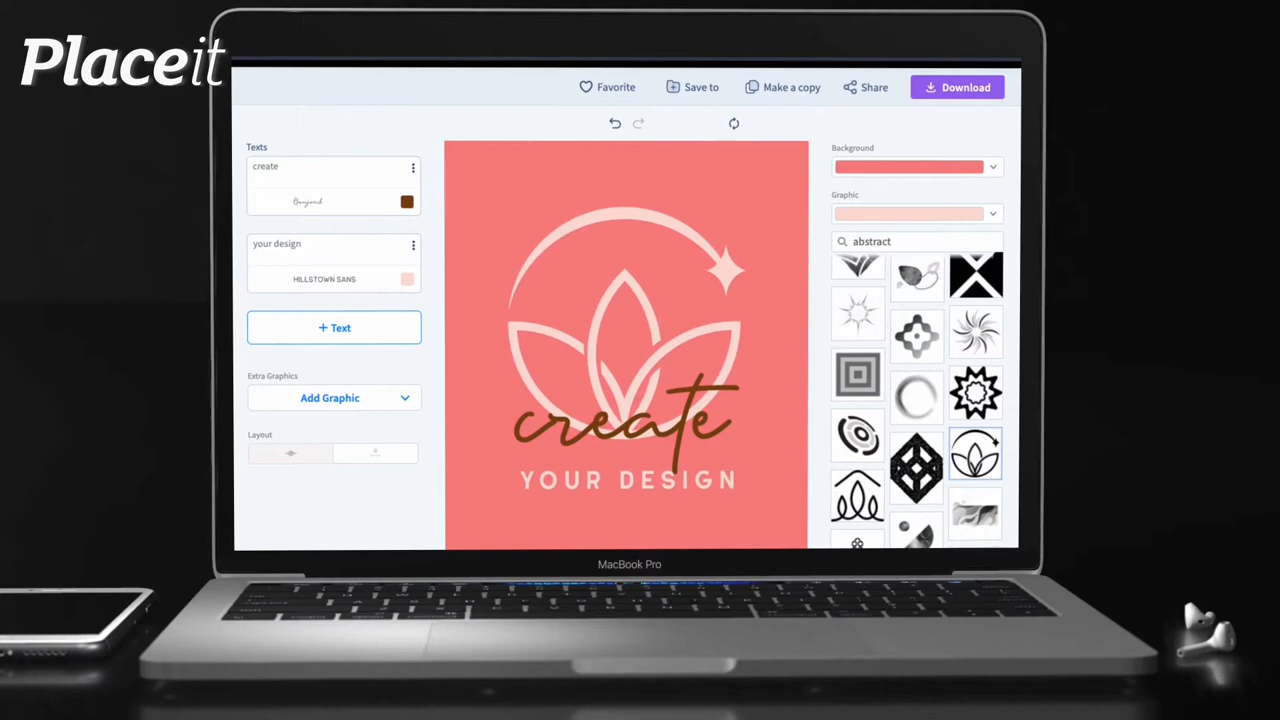 Placeit
Favorite
Save to
Make a copy
Share
Download
Texts
create
your design
HILLSTOWN SANS
+ Text
Extra Graphics
Add Graphic
Layout
Background
Graphic
abstract
create
YOUR DESIGN
MacBook Pro